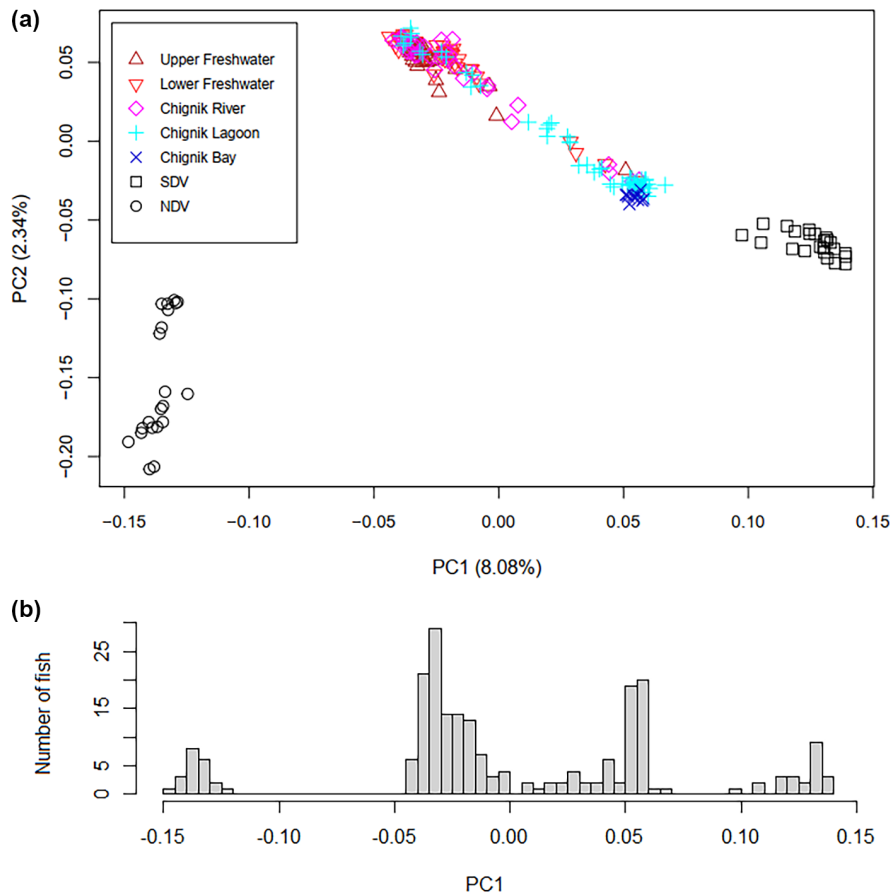 (a)
Upper Freshwater
Lower Freshwater
Chignik River
Chignik Lagoon
Chignik Bay
SDV
NDV
PC2 (2.34%)
0.05
0.00
−0.05
−0.10
−0.15
−0.20
−0.15 −0.10 −0.05 0.00 0.05 0.10 0.15
PC1 (8.08%)
(b)
Number of fish
25
15
5
0
-0.15 -0.10 -0.05 0.00 0.05 0.10 0.15
PC1